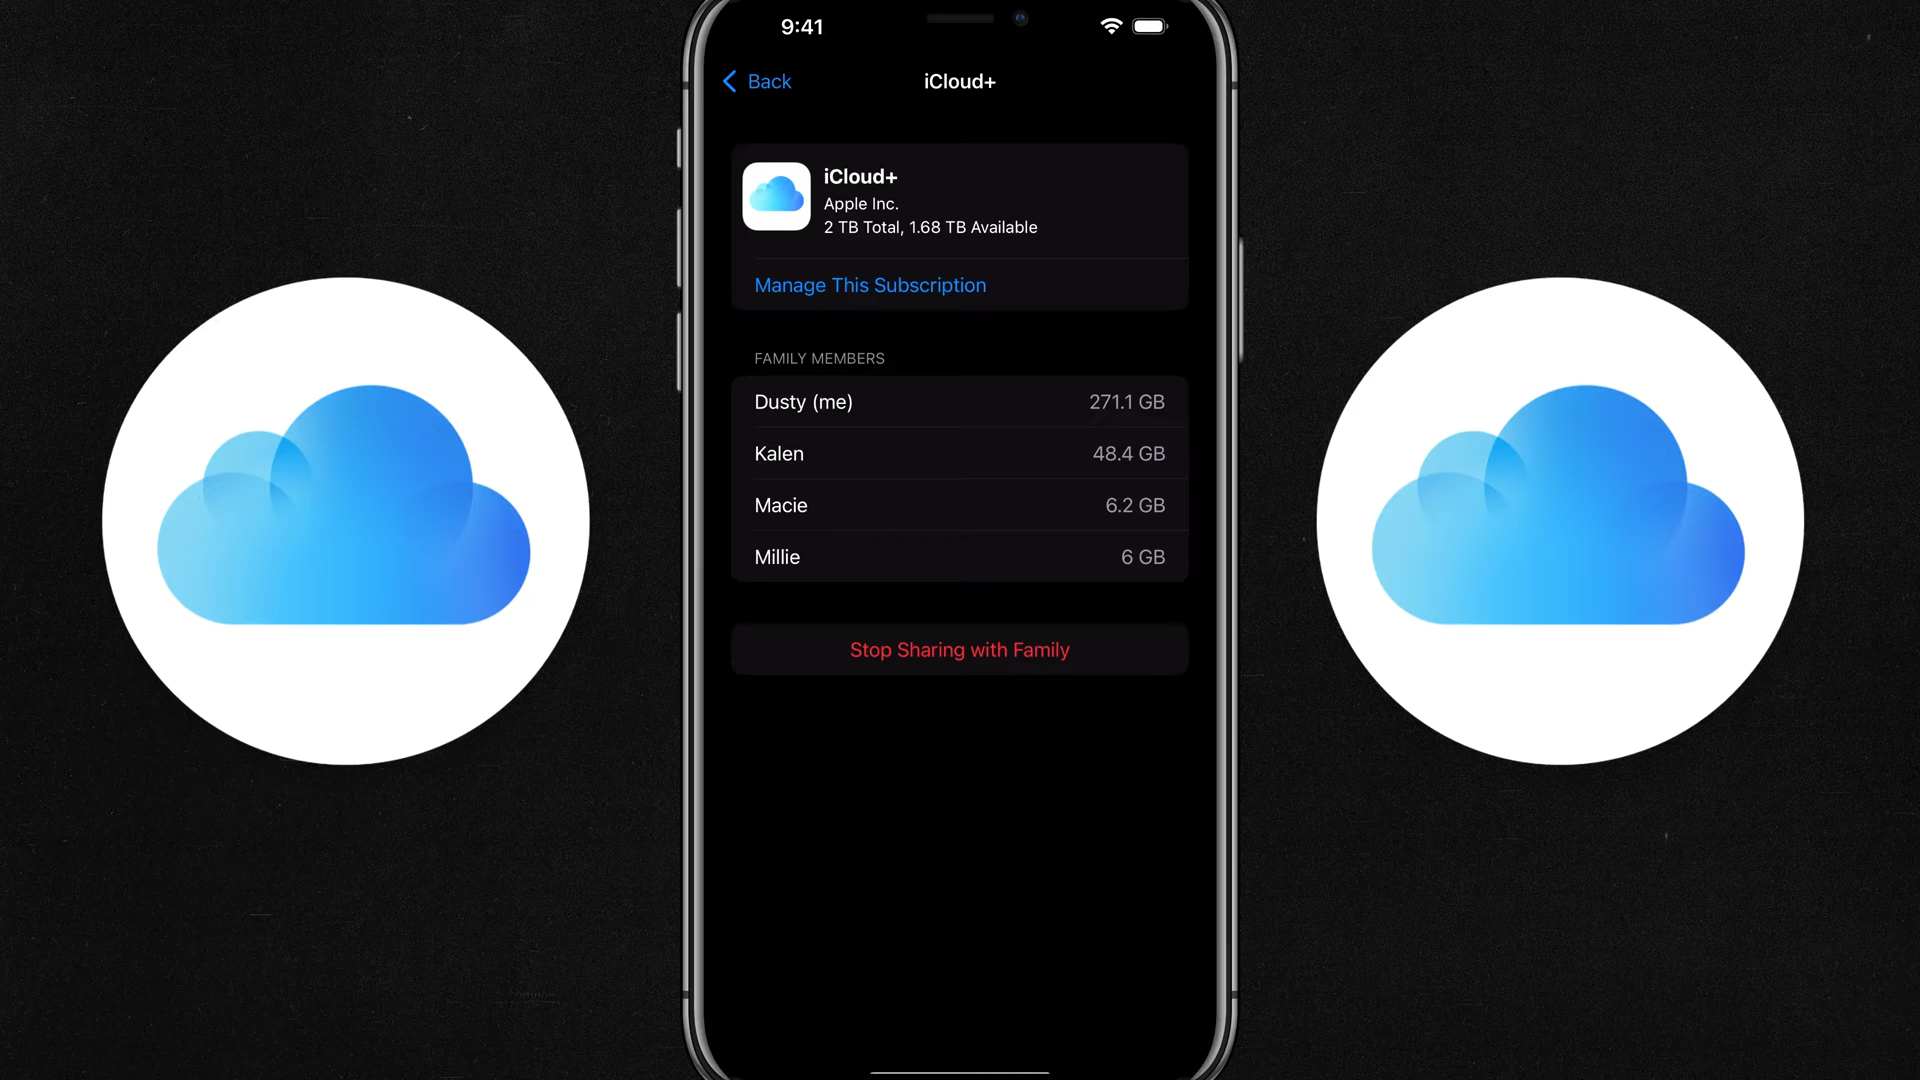 9:41
Back
iCloud+
iCloud+
Apple Inc.
2 TB Total, 1.68 TB Available
Manage This Subscription
FAMILY MEMBERS
Dusty (me) 271.1 GB
Kalen 48.4 GB
Macie 6.2 GB
Millie 6 GB
Stop Sharing with Family